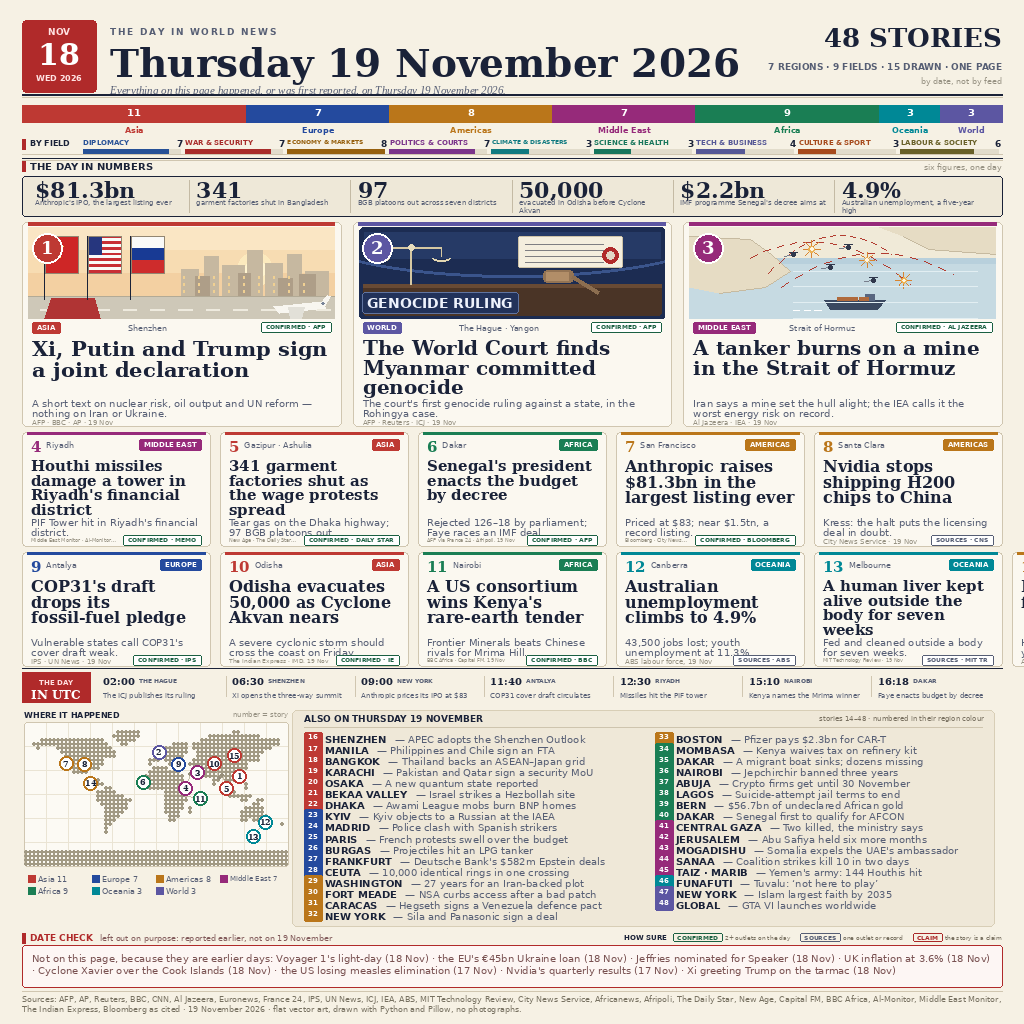 NOV
18
WED 2026
THE DAY IN WORLD NEWS
Thursday 19 November 2026
Everything on this page happened, or was first reported, on Thursday 19 November 2026.
48 STORIES
7 REGIONS · 9 FIELDS · 15 DRAWN · ONE PAGE
by date, not by feed
11 7 8 7 9 3 3
Asia Europe Americas Middle East Africa Oceania World
BY FIELD DIPLOMACY 7 WAR & SECURITY 7 ECONOMY & MARKETS 8 POLITICS & COURTS 7 CLIMATE & DISASTERS 3 SCIENCE & HEALTH 3 TECH & BUSINESS 4 CULTURE & SPORT 3 LABOUR & SOCIETY 6
THE DAY IN NUMBERS
six figures, one day
$81.3bn
Anthropic's IPO, the largest listing ever
341
garment factories shut in Bangladesh
97
BGB platoons out across seven districts
50,000
evacuated in Odisha before Cyclone
Akvan
$2.2bn
IMF programme Senegal's decree aims at
4.9%
Australian unemployment, a five-year
high
1
ASIA Shenzhen CONFIRMED · AFP
Xi, Putin and Trump sign
a joint declaration
A short text on nuclear risk, oil output and UN reform —
nothing on Iran or Ukraine.
AFP · BBC · AP · 19 Nov
2
GENOCIDE RULING
WORLD The Hague · Yangon CONFIRMED · AFP
The World Court finds
Myanmar committed
genocide
The court's first genocide ruling against a state, in the
Rohingya case.
AFP · Reuters · ICJ · 19 Nov
3
MIDDLE EAST Strait of Hormuz CONFIRMED · AL JAZEERA
A tanker burns on a mine
in the Strait of Hormuz
Iran says a mine set the hull alight; the IEA calls it the
worst energy risk on record.
Al Jazeera · IEA · 19 Nov
4 Riyadh MIDDLE EAST
Houthi missiles
damage a tower in
Riyadh's financial
district
PIF Tower hit in Riyadh's financial
district.
Middle East Monitor · Al-Monitor... CONFIRMED · MEMO
5 Gazipur · Ashulia ASIA
341 garment
factories shut as
the wage protests
spread
Tear gas on the Dhaka highway;
97 BGB platoons out.
New Age · The Daily Star... CONFIRMED · DAILY STAR
6 Dakar AFRICA
Senegal's president
enacts the budget
by decree
Rejected 126–18 by parliament;
Faye races an IMF deal.
AFP via France 24 · Afripoli · 19 Nov CONFIRMED · AFP
7 San Francisco AMERICAS
Anthropic raises
$81.3bn in the
largest listing ever
Priced at $83; near $1.5tn, a
record listing.
Bloomberg · City News... CONFIRMED · BLOOMBERG
8 Santa Clara AMERICAS
Nvidia stops
shipping H200
chips to China
Kress: the halt puts the licensing
deal in doubt.
City News Service · 19 Nov SOURCES · CNS
9 Antalya EUROPE
COP31's draft
drops its
fossil-fuel pledge
Vulnerable states call COP31's
cover draft weak.
IPS · UN News · 19 Nov CONFIRMED · IPS
10 Odisha ASIA
Odisha evacuates
50,000 as Cyclone
Akvan nears
A severe cyclonic storm should
cross the coast on Friday.
The Indian Express · IMD · 19 Nov CONFIRMED · IE
11 Nairobi AFRICA
A US consortium
wins Kenya's
rare-earth tender
Frontier Minerals beats Chinese
rivals for Mrima Hill.
BBC Africa · Capital FM · 19 Nov CONFIRMED · BBC
12 Canberra OCEANIA
Australian
unemployment
climbs to 4.9%
43,500 jobs lost; youth
unemployment at 11.3%.
ABS labour force, 19 Nov SOURCES · ABS
13 Melbourne OCEANIA
A human liver kept
alive outside the
body for seven
weeks
Fed and cleaned outside a body
for seven weeks.
MIT Technology Review · 19 Nov SOURCES · MIT TR
THE DAY
IN UTC
02:00 THE HAGUE
The ICJ publishes its ruling
06:30 SHENZHEN
Xi opens the three-way summit
09:00 NEW YORK
Anthropic prices its IPO at $83
11:40 ANTALYA
COP31 cover draft circulates
12:30 RIYADH
Missiles hit the PIF tower
15:10 NAIROBI
Kenya names the Mrima winner
16:18 DAKAR
Faye enacts budget by decree
WHERE IT HAPPENED
number = story
7 8 14 2 9 6 3 4 11 10 15 1 5 12 13
Asia 11 Europe 7 Americas 8 Middle East 7
Africa 9 Oceania 3 World 3
ALSO ON THURSDAY 19 NOVEMBER
stories 14–48 · numbered in their region colour
16 SHENZHEN — APEC adopts the Shenzhen Outlook
17 MANILA — Philippines and Chile sign an FTA
18 BANGKOK — Thailand backs an ASEAN–Japan grid
19 KARACHI — Pakistan and Qatar sign a security MoU
20 OSAKA — A new quantum state reported
21 BEKAA VALLEY — Israel strikes a Hezbollah site
22 DHAKA — Awami League mobs burn BNP homes
23 KYIV — Kyiv objects to a Russian at the IAEA
24 MADRID — Police clash with Spanish strikers
25 PARIS — French protests swell over the budget
26 BURGAS — Projectiles hit an LPG tanker
27 FRANKFURT — Deutsche Bank's $582m Epstein deals
28 CEUTA — 10,000 identical rings in one crossing
29 WASHINGTON — 27 years for an Iran-backed plot
30 FORT MEADE — NSA curbs access after a bad patch
31 CARACAS — Hegseth signs a Venezuela defence pact
32 NEW YORK — Sila and Panasonic sign a deal
33 BOSTON — Pfizer pays $2.3bn for CAR-T
34 MOMBASA — Kenya waives tax on refinery kit
35 DAKAR — A migrant boat sinks; dozens missing
36 NAIROBI — Jepchirchir banned three years
37 ABUJA — Crypto firms get until 30 November
38 LAGOS — Suicide-attempt jail terms to end
39 BERN — $56.7bn of undeclared African gold
40 DAKAR — Senegal first to qualify for AFCON
41 CENTRAL GAZA — Two killed, the ministry says
42 JERUSALEM — Abu Safiya held six more months
43 MOGADISHU — Somalia expels the UAE's ambassador
44 SANAA — Coalition strikes kill 10 in two days
45 TAIZ · MARIB — Yemen's army: 144 Houthis hit
46 FUNAFUTI — Tuvalu: 'not here to play'
47 NEW YORK — Islam largest faith by 2035
48 GLOBAL — GTA VI launches worldwide
DATE CHECK left out on purpose: reported earlier, not on 19 November
HOW SURE CONFIRMED 2+ outlets on the day SOURCES one outlet or record CLAIM the story is a claim
Not on this page, because they are earlier days: Voyager 1's light-day (18 Nov) · the EU's €45bn Ukraine loan (18 Nov) · Jeffries nominated for Speaker (18 Nov) · UK inflation at 3.6% (18 Nov)
· Cyclone Xavier over the Cook Islands (18 Nov) · the US losing measles elimination (17 Nov) · Nvidia's quarterly results (17 Nov) · Xi greeting Trump on the tarmac (18 Nov)
Sources: AFP, AP, Reuters, BBC, CNN, Al Jazeera, Euronews, France 24, IPS, UN News, ICJ, IEA, ABS, MIT Technology Review, City News Service, Africanews, Afripoli, The Daily Star, New Age, Capital FM, BBC Africa, Al-Monitor, Middle East Monitor,
The Indian Express, Bloomberg as cited · 19 November 2026 · flat vector art, drawn with Python and Pillow, no photographs.